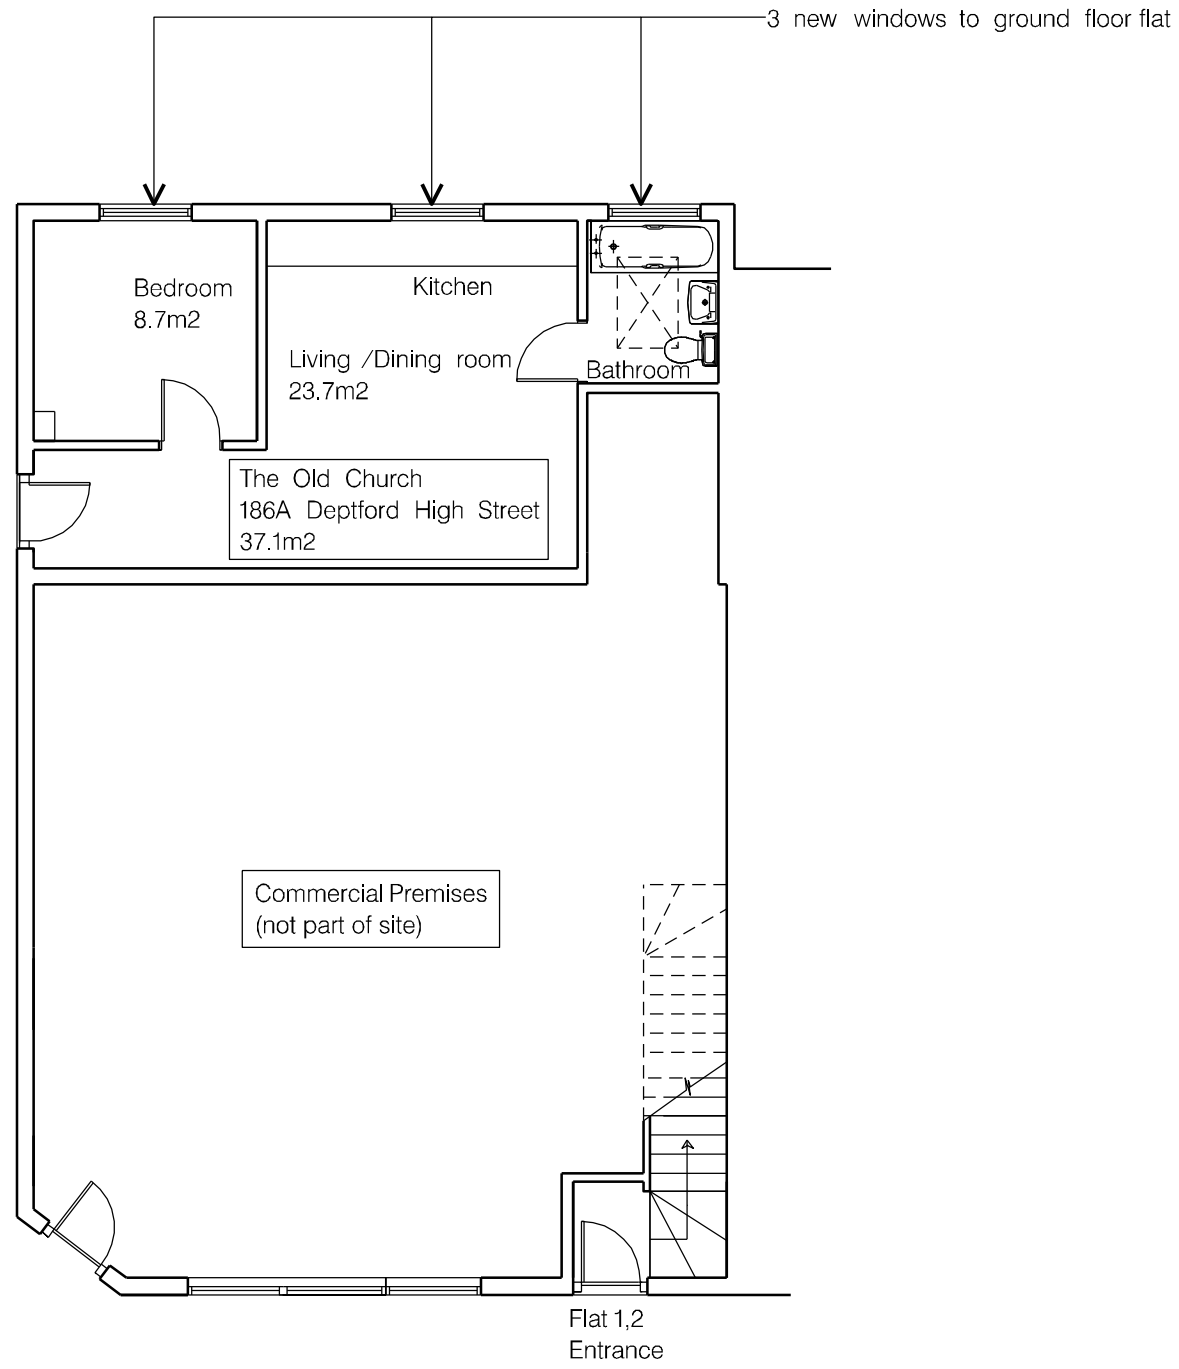 3 new windows to ground floor flat
Bedroom
8.7m2
Kitchen
Living /Dining room
23.7m2
Bathroom
The Old Church
186A Deptford High Street
37.1m2
Commercial Premises
(not part of site)
Flat 1,2
Entrance